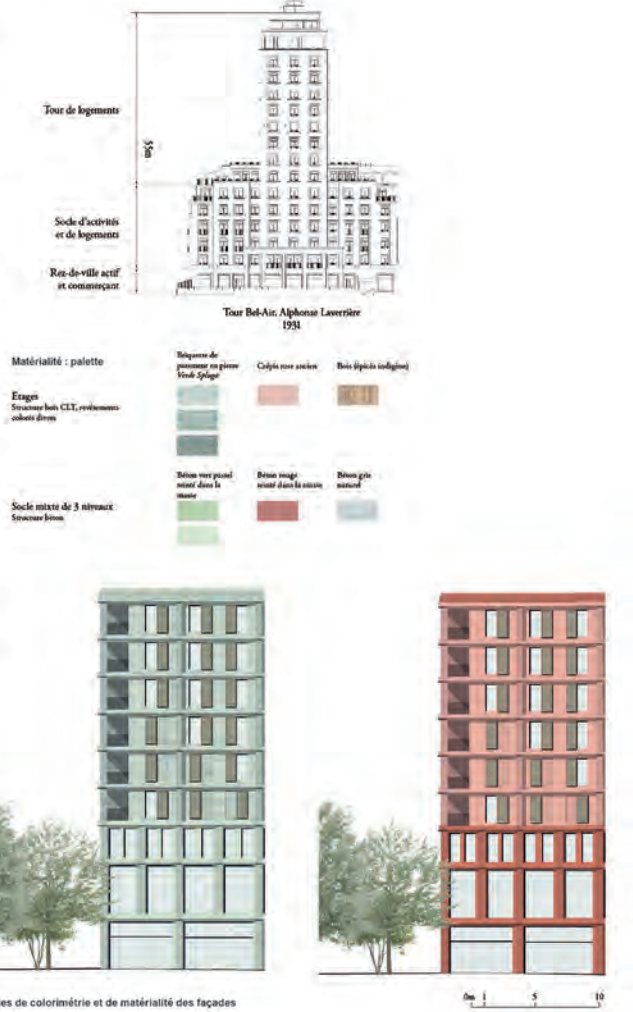 Tour de logements
55m
Socle d'activités
et de logements
Rez-de-ville actif
et commerçant
Tour Bel-Air, Alphonse Laverrière
1931
Matérialité : palette
Briquette de
parement en pierre
Verde Spluga
Crépis rose ancien
Bois (épicéa indigène)
Etages
Structure bois CLT, revêtements
colorés divers
Béton vert pastel
teinté dans la
masse
Béton rouge
teinté dans la masse
Béton gris
naturel
Socle mixte de 3 niveaux
Structure béton
es de colorimétrie et de matérialité des façades
0m 1 5 10